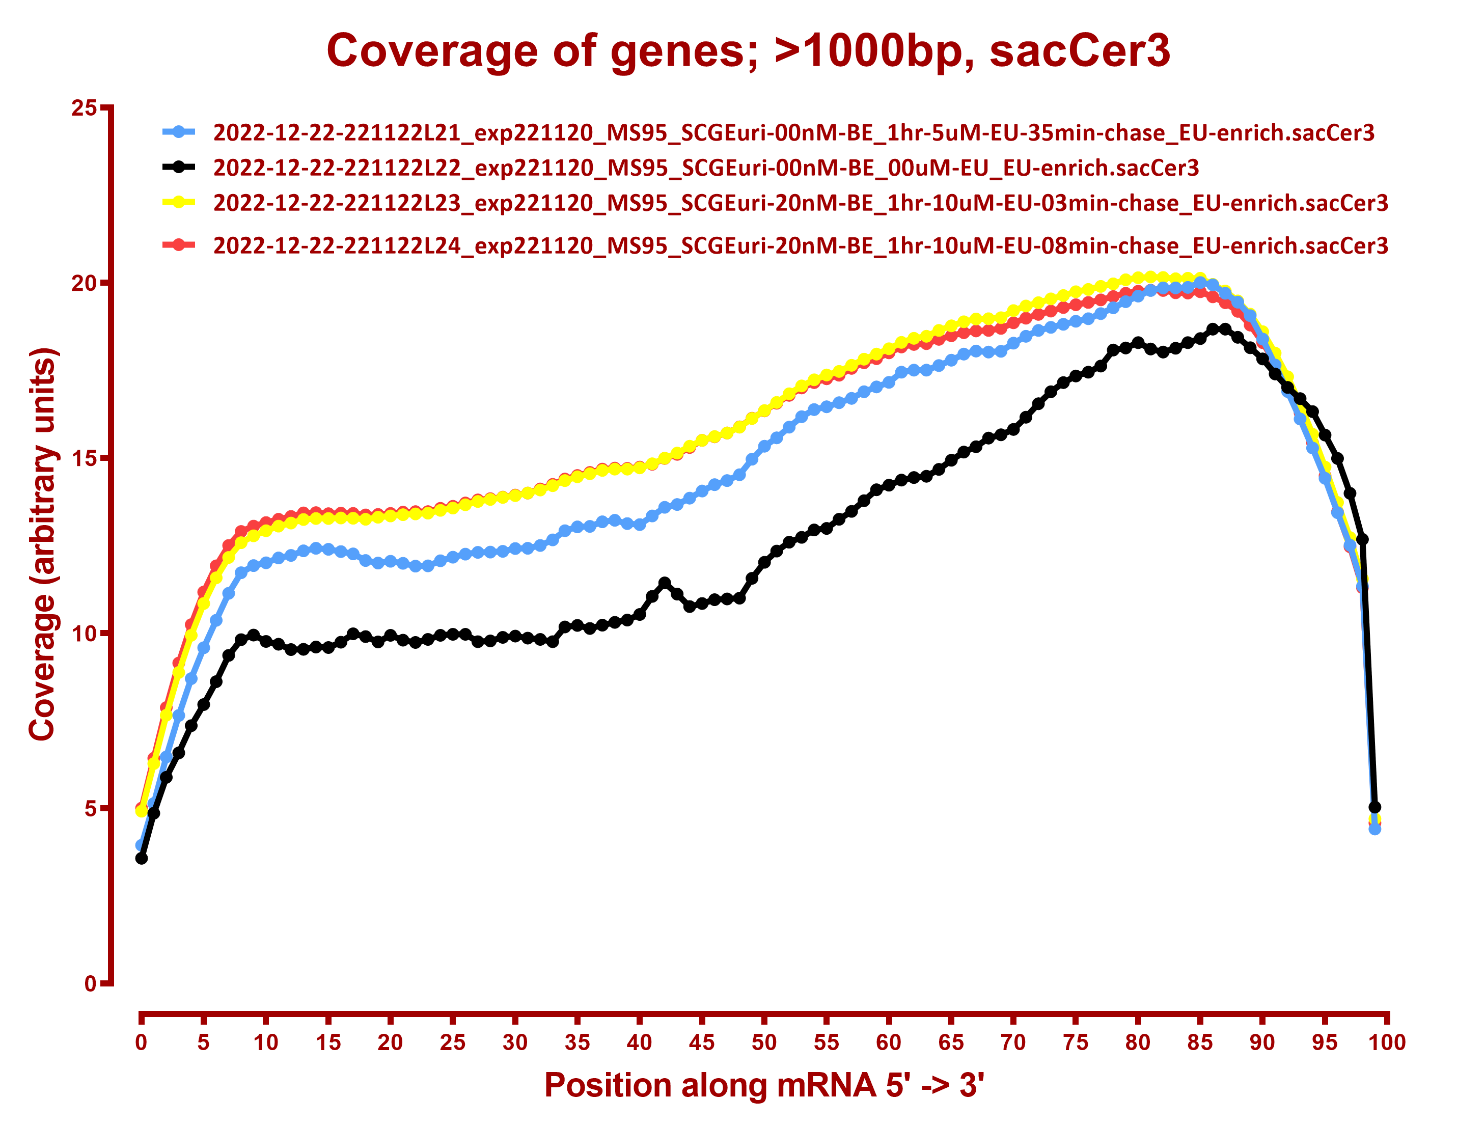 Coverage of genes; >1000bp, sacCer3
25
2022-12-22-221122L21_exp221120_MS95_SCGEuri-00nM-BE_1hr-5uM-EU-35min-chase_EU-enrich.sacCer3
2022-12-22-221122L22_exp221120_MS95_SCGEuri-00nM-BE_00uM-EU_EU-enrich.sacCer3
2022-12-22-221122L23_exp221120_MS95_SCGEuri-20nM-BE_1hr-10uM-EU-03min-chase_EU-enrich.sacCer3
2022-12-22-221122L24_exp221120_MS95_SCGEuri-20nM-BE_1hr-10uM-EU-08min-chase_EU-enrich.sacCer3
20
15
10
5
0
Coverage (arbitrary units)
0 5 10 15 20 25 30 35 40 45 50 55 60 65 70 75 80 85 90 95 100
Position along mRNA 5' -> 3'